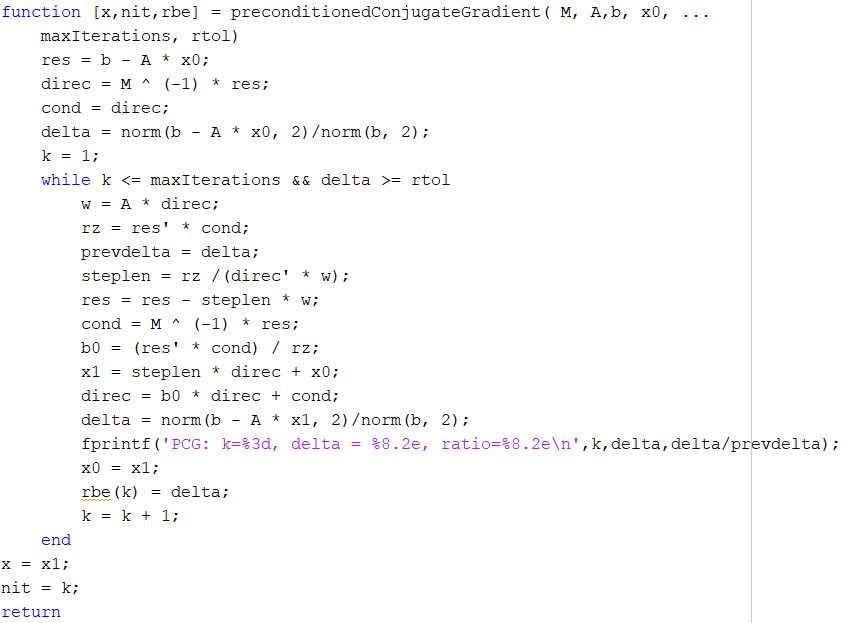 function [x,nit,rbe] = preconditionedConjugateGradient( M, A,b, x0, ...
    maxIterations, rtol)
    res = b - A * x0;
    direc = M ^ (-1) * res;
    cond = direc;
    delta = norm(b - A * x0, 2)/norm(b, 2);
    k = 1;
    while k <= maxIterations && delta >= rtol
        w = A * direc;
        rz = res' * cond;
        prevdelta = delta;
        steplen = rz /(direc' * w);
        res = res - steplen * w;
        cond = M ^ (-1) * res;
        b0 = (res' * cond) / rz;
        x1 = steplen * direc + x0;
        direc = b0 * direc + cond;
        delta = norm(b - A * x1, 2)/norm(b, 2);
        fprintf('PCG: k=%3d, delta = %8.2e, ratio=%8.2e\n',k,delta,delta/prevdelta);
        x0 = x1;
        rbe(k) = delta;
        k = k + 1;
    end
x = x1;
nit = k;
return